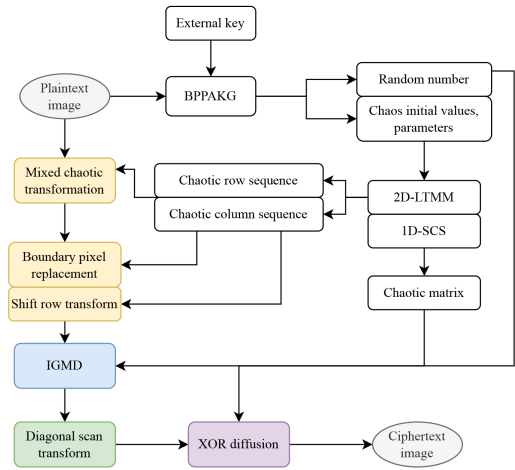 External key
Plaintext
image
BPPAKG
Random number
Chaos initial values,
parameters
Mixed chaotic
transformation
Chaotic row sequence
Chaotic column sequence
2D-LTMM
1D-SCS
Boundary pixel
replacement
Shift row transform
Chaotic matrix
IGMD
Diagonal scan
transform
XOR diffusion
Ciphertext
image